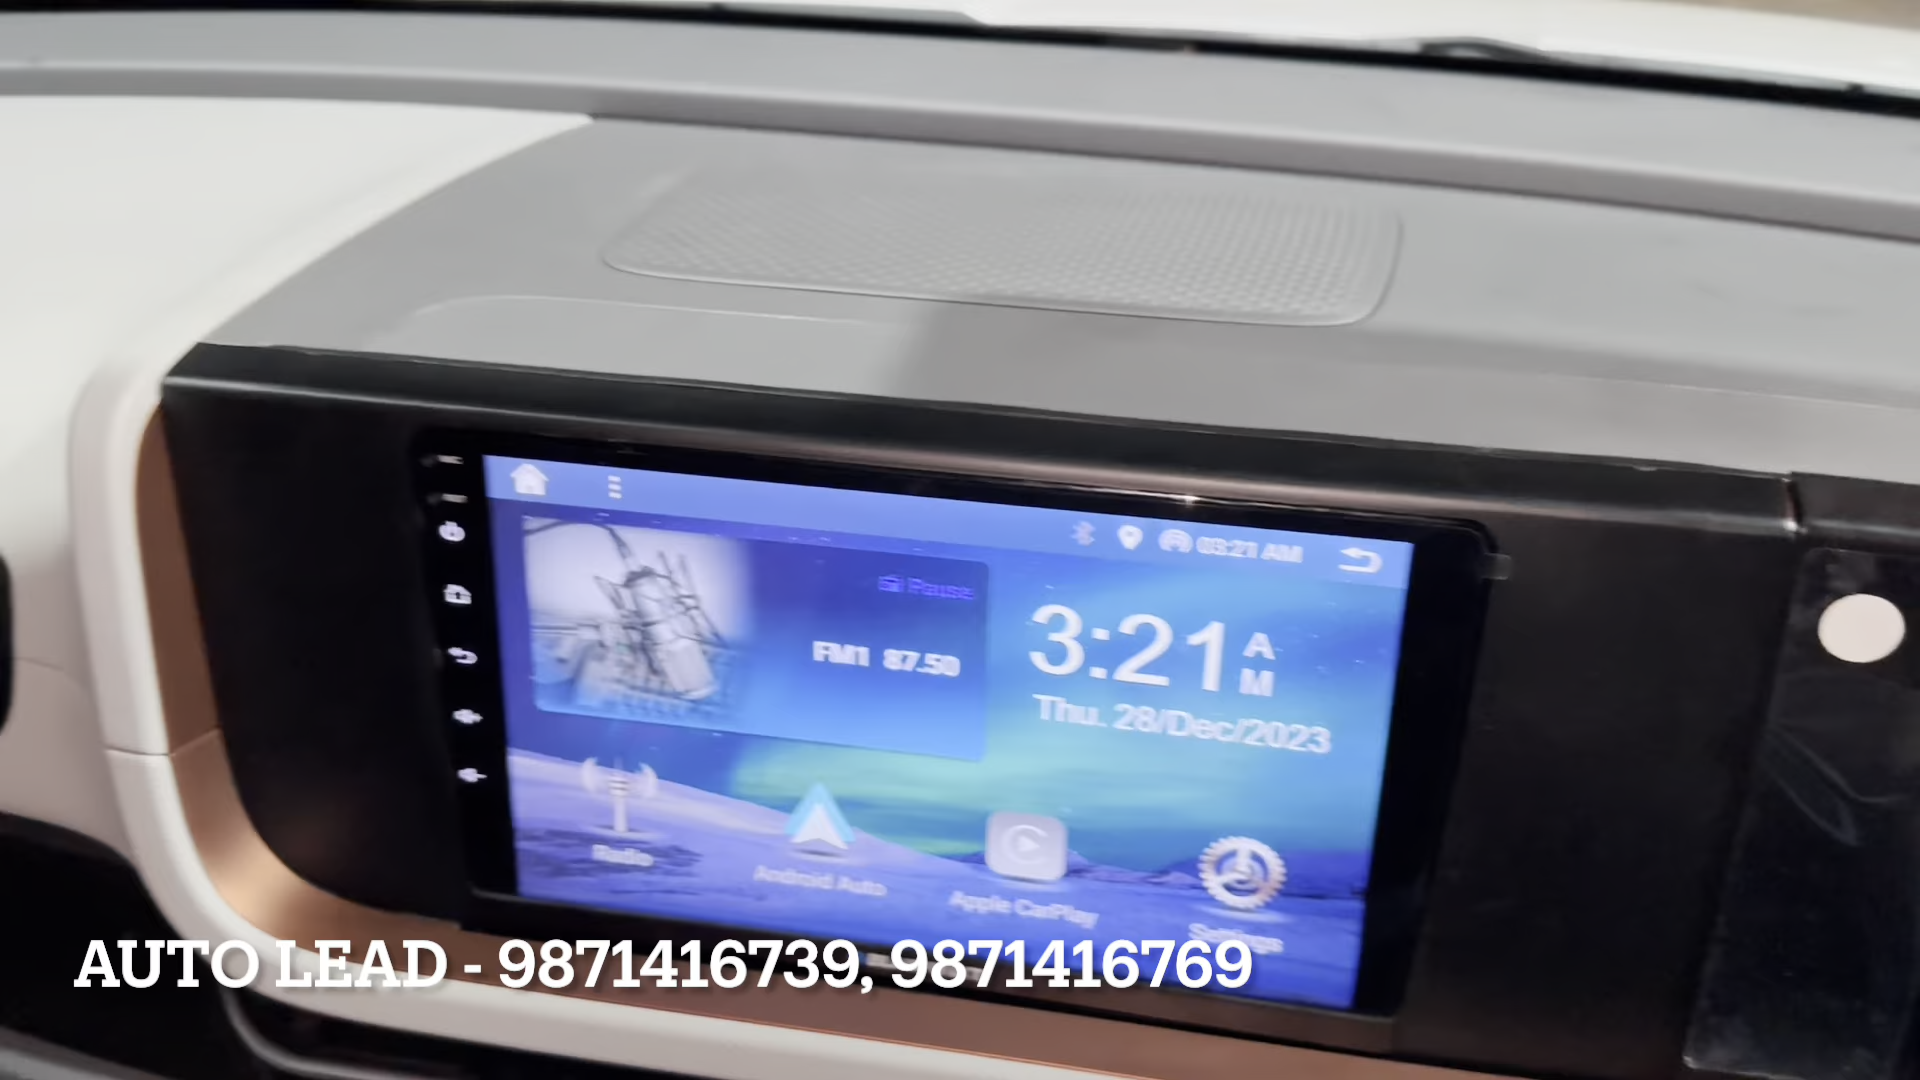 03:21 AM
Pause
FM1 87.50
3:21 AM
Thu. 28/Dec/2023
Radio
Android Auto
Apple CarPlay
Settings
AUTO LEAD - 9871416739, 9871416769